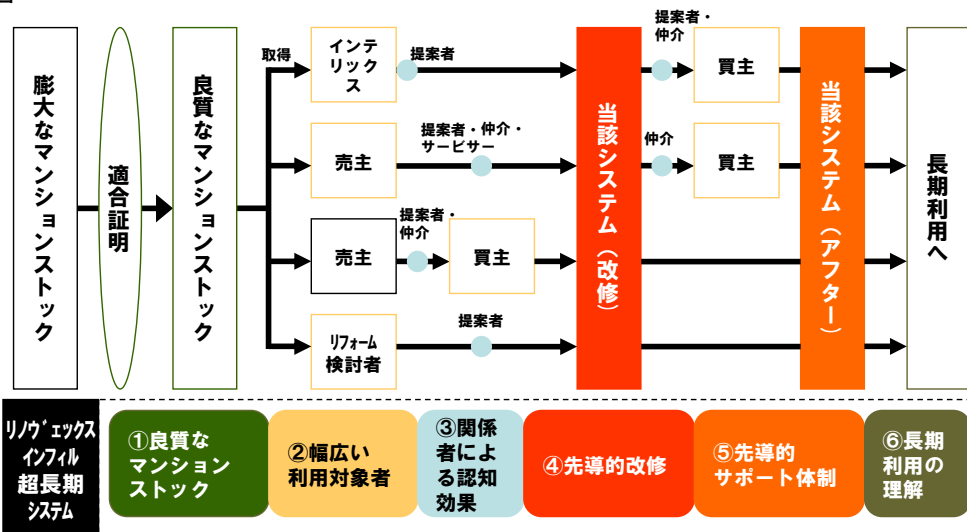 膨大なマンションストック
適合証明
良質なマンションストック
取得
インテ
リックス
提案者
提案者・
仲介
買主
売主
提案者・仲介・
サービサー
仲介
買主
売主
提案者・
仲介
買主
リフォーム
検討者
提案者
当該システム（改修）
当該システム（アフター）
長期利用へ
リノヴェックス
インフィル
超長期
システム
①良質な
マンション
ストック
②幅広い
利用対象者
③関係
者によ
る認知
効果
④先導的改修
⑤先導的
サポート体制
⑥長期
利用の
理解